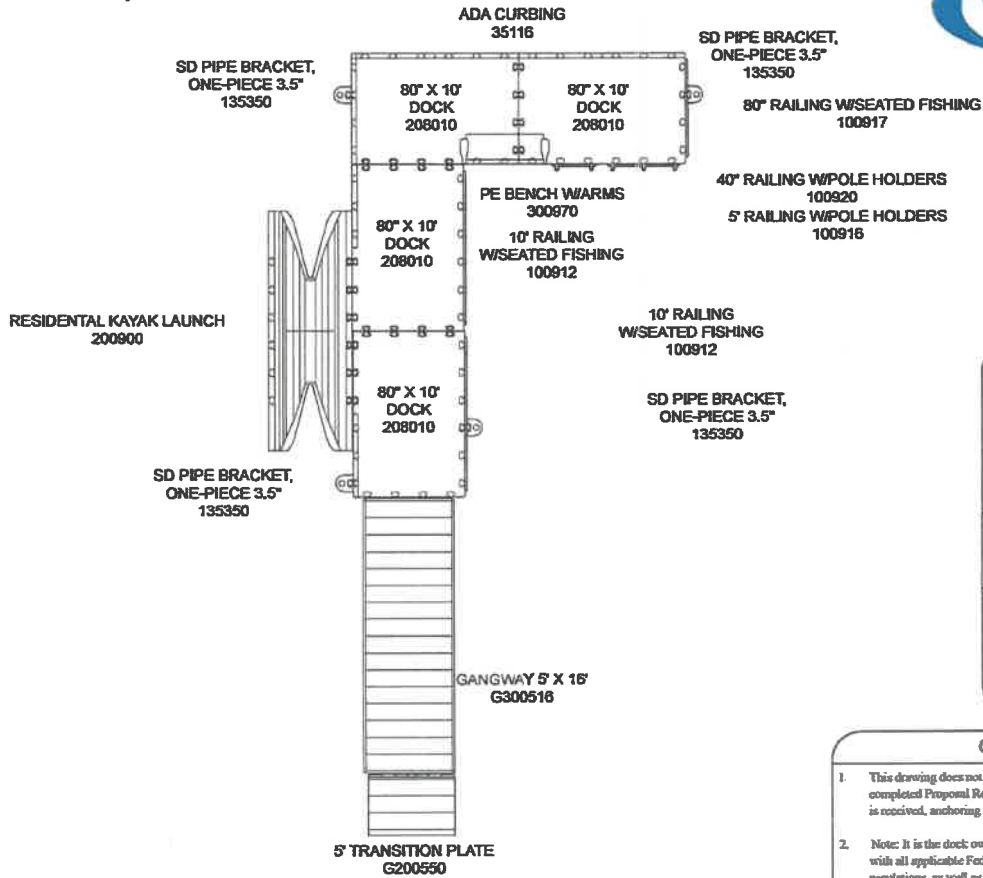 ADA CURBING
35116
SD PIPE BRACKET,
ONE-PIECE 3.5"
135350
SD PIPE BRACKET,
ONE-PIECE 3.5"
135350
80" X 10'
DOCK
208010
80" X 10'
DOCK
208010
80" RAILING W/SEATED FISHING
100917
40" RAILING W/POLE HOLDERS
100920
5' RAILING W/POLE HOLDERS
100916
PE BENCH W/ARMS
300970
10' RAILING
W/SEATED FISHING
100912
80" X 10'
DOCK
208010
RESIDENTAL KAYAK LAUNCH
200900
10' RAILING
W/SEATED FISHING
100912
80" X 10'
DOCK
208010
SD PIPE BRACKET,
ONE-PIECE 3.5"
135350
SD PIPE BRACKET,
ONE-PIECE 3.5"
135350
GANGWAY 5' X 16'
G300516
5' TRANSITION PLATE
G200550
1. This drawing does not
completed Proposal Re
is received, anchoring
2. Note: It is the dock ow
with all applicable Fed
regulations, as well as